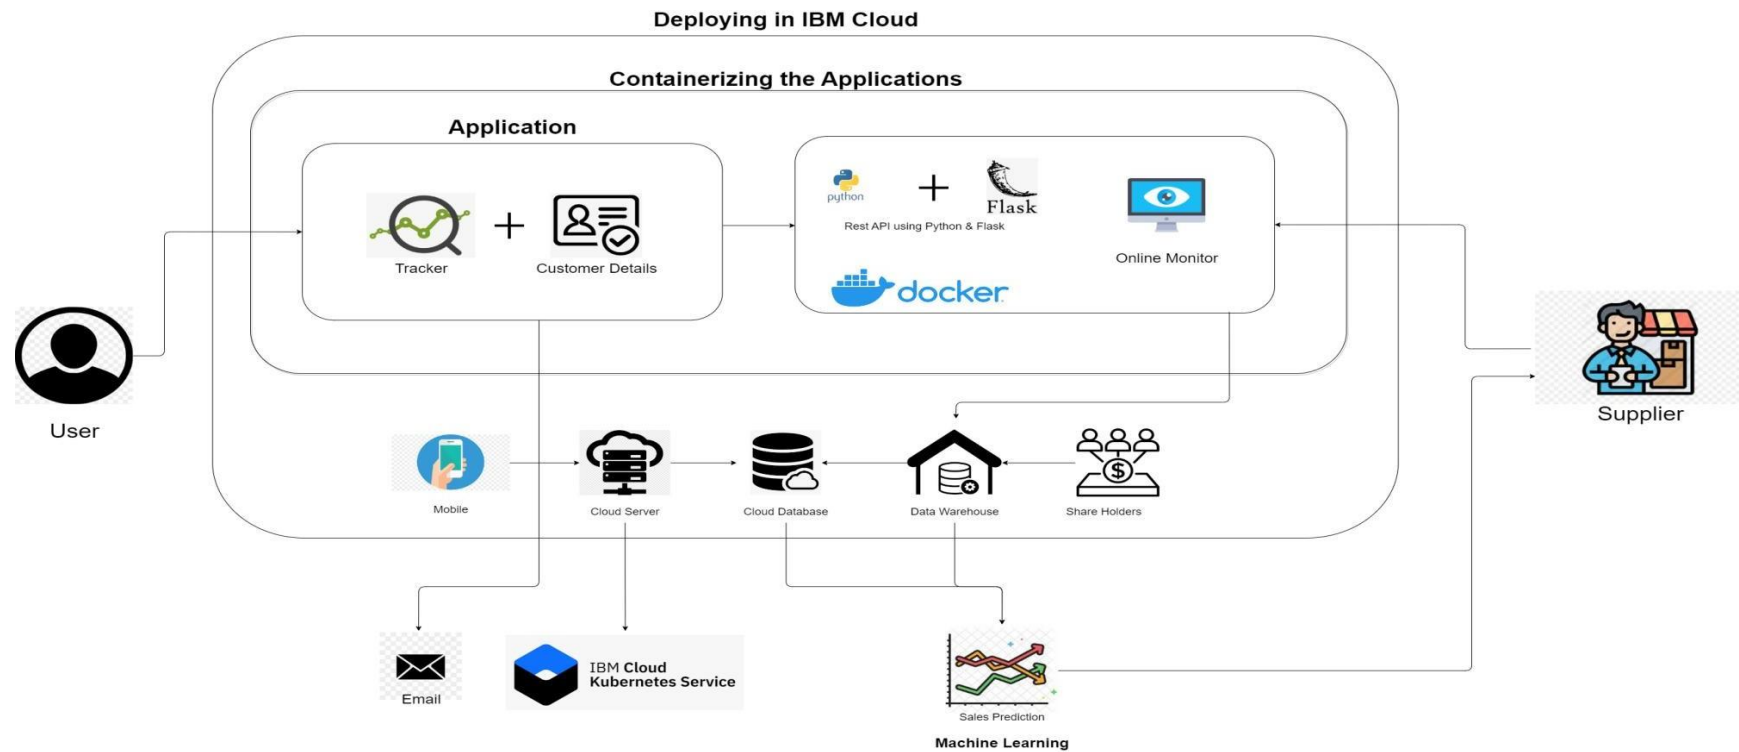 Deploying in IBM Cloud
Containerizing the Applications
Application
Tracker
+
Customer Details
python
+
Flask
Rest API using Python & Flask
Online Monitor
docker
User
Supplier
Mobile
Cloud Server
Cloud Database
Data Warehouse
$
Share Holders
Email
IBM Cloud
Kubernetes Service
Sales Prediction
Machine Learning